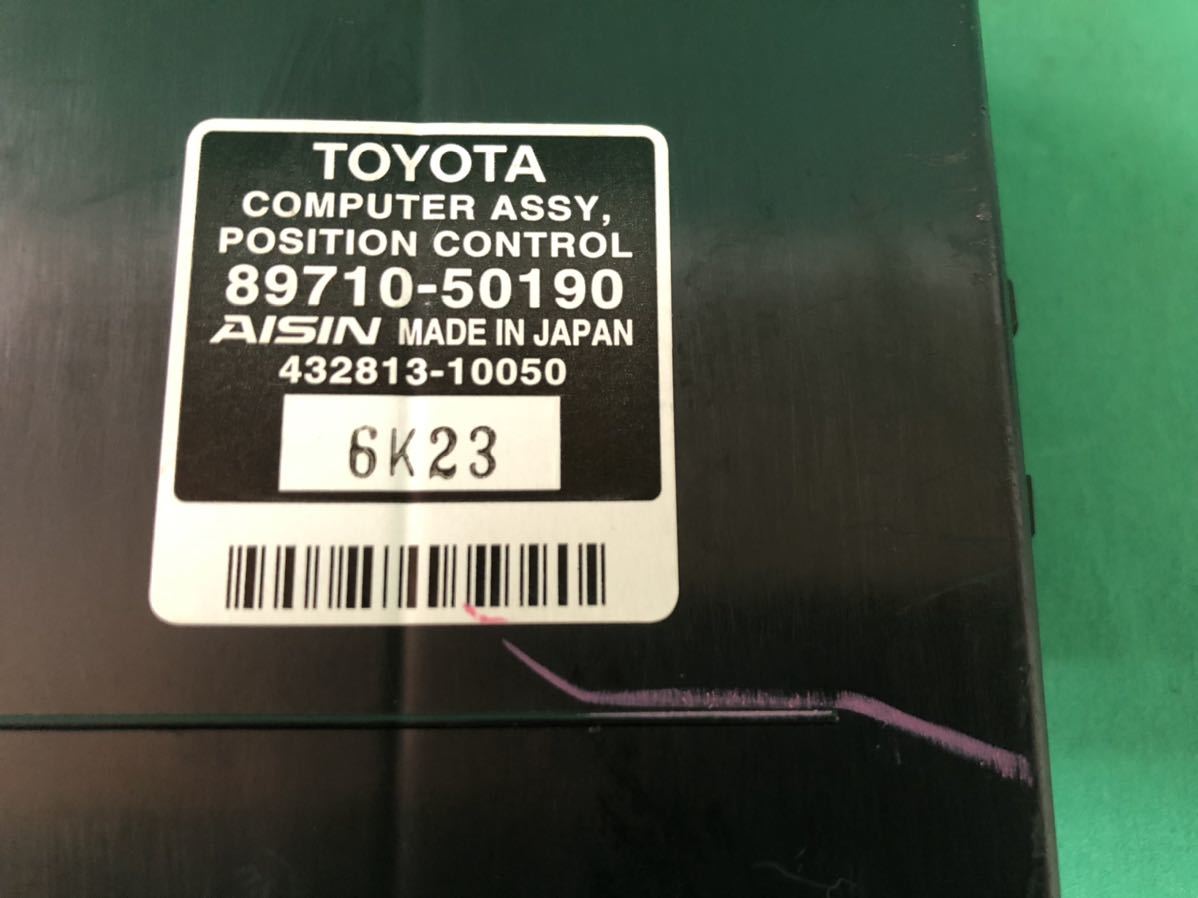 TOYOTA
COMPUTER ASSY,
POSITION CONTROL
89710-50190
AISIN MADE IN JAPAN
432813-10050
6K23